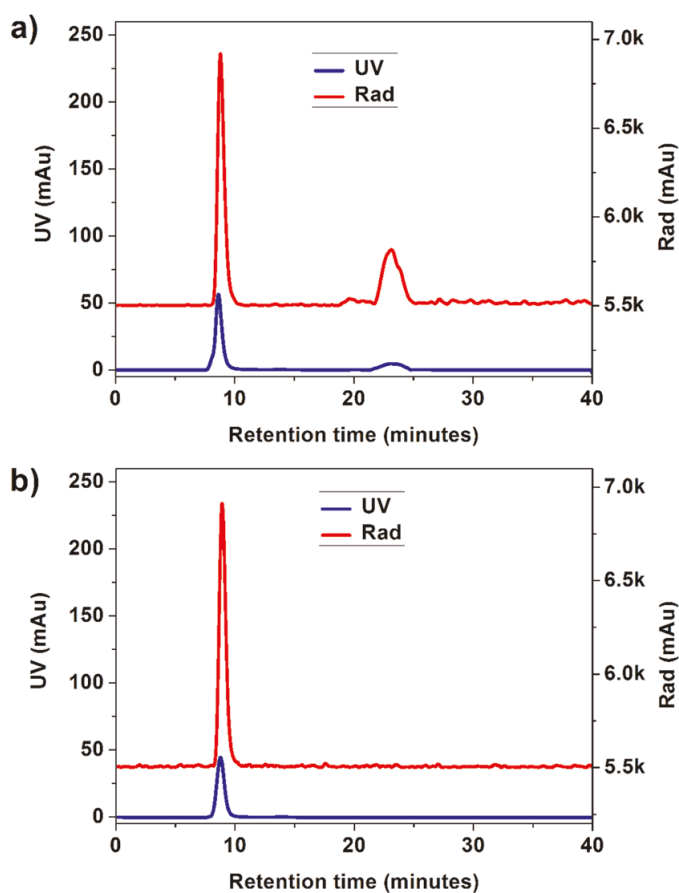 a)
250
200
150
100
50
0
UV (mAu)
UV
Rad
7.0k
6.5k
6.0k
5.5k
Rad (mAu)
0 10 20 30 40
Retention time (minutes)
b)
250
200
150
100
50
0
UV (mAu)
UV
Rad
7.0k
6.5k
6.0k
5.5k
Rad (mAu)
0 10 20 30 40
Retention time (minutes)